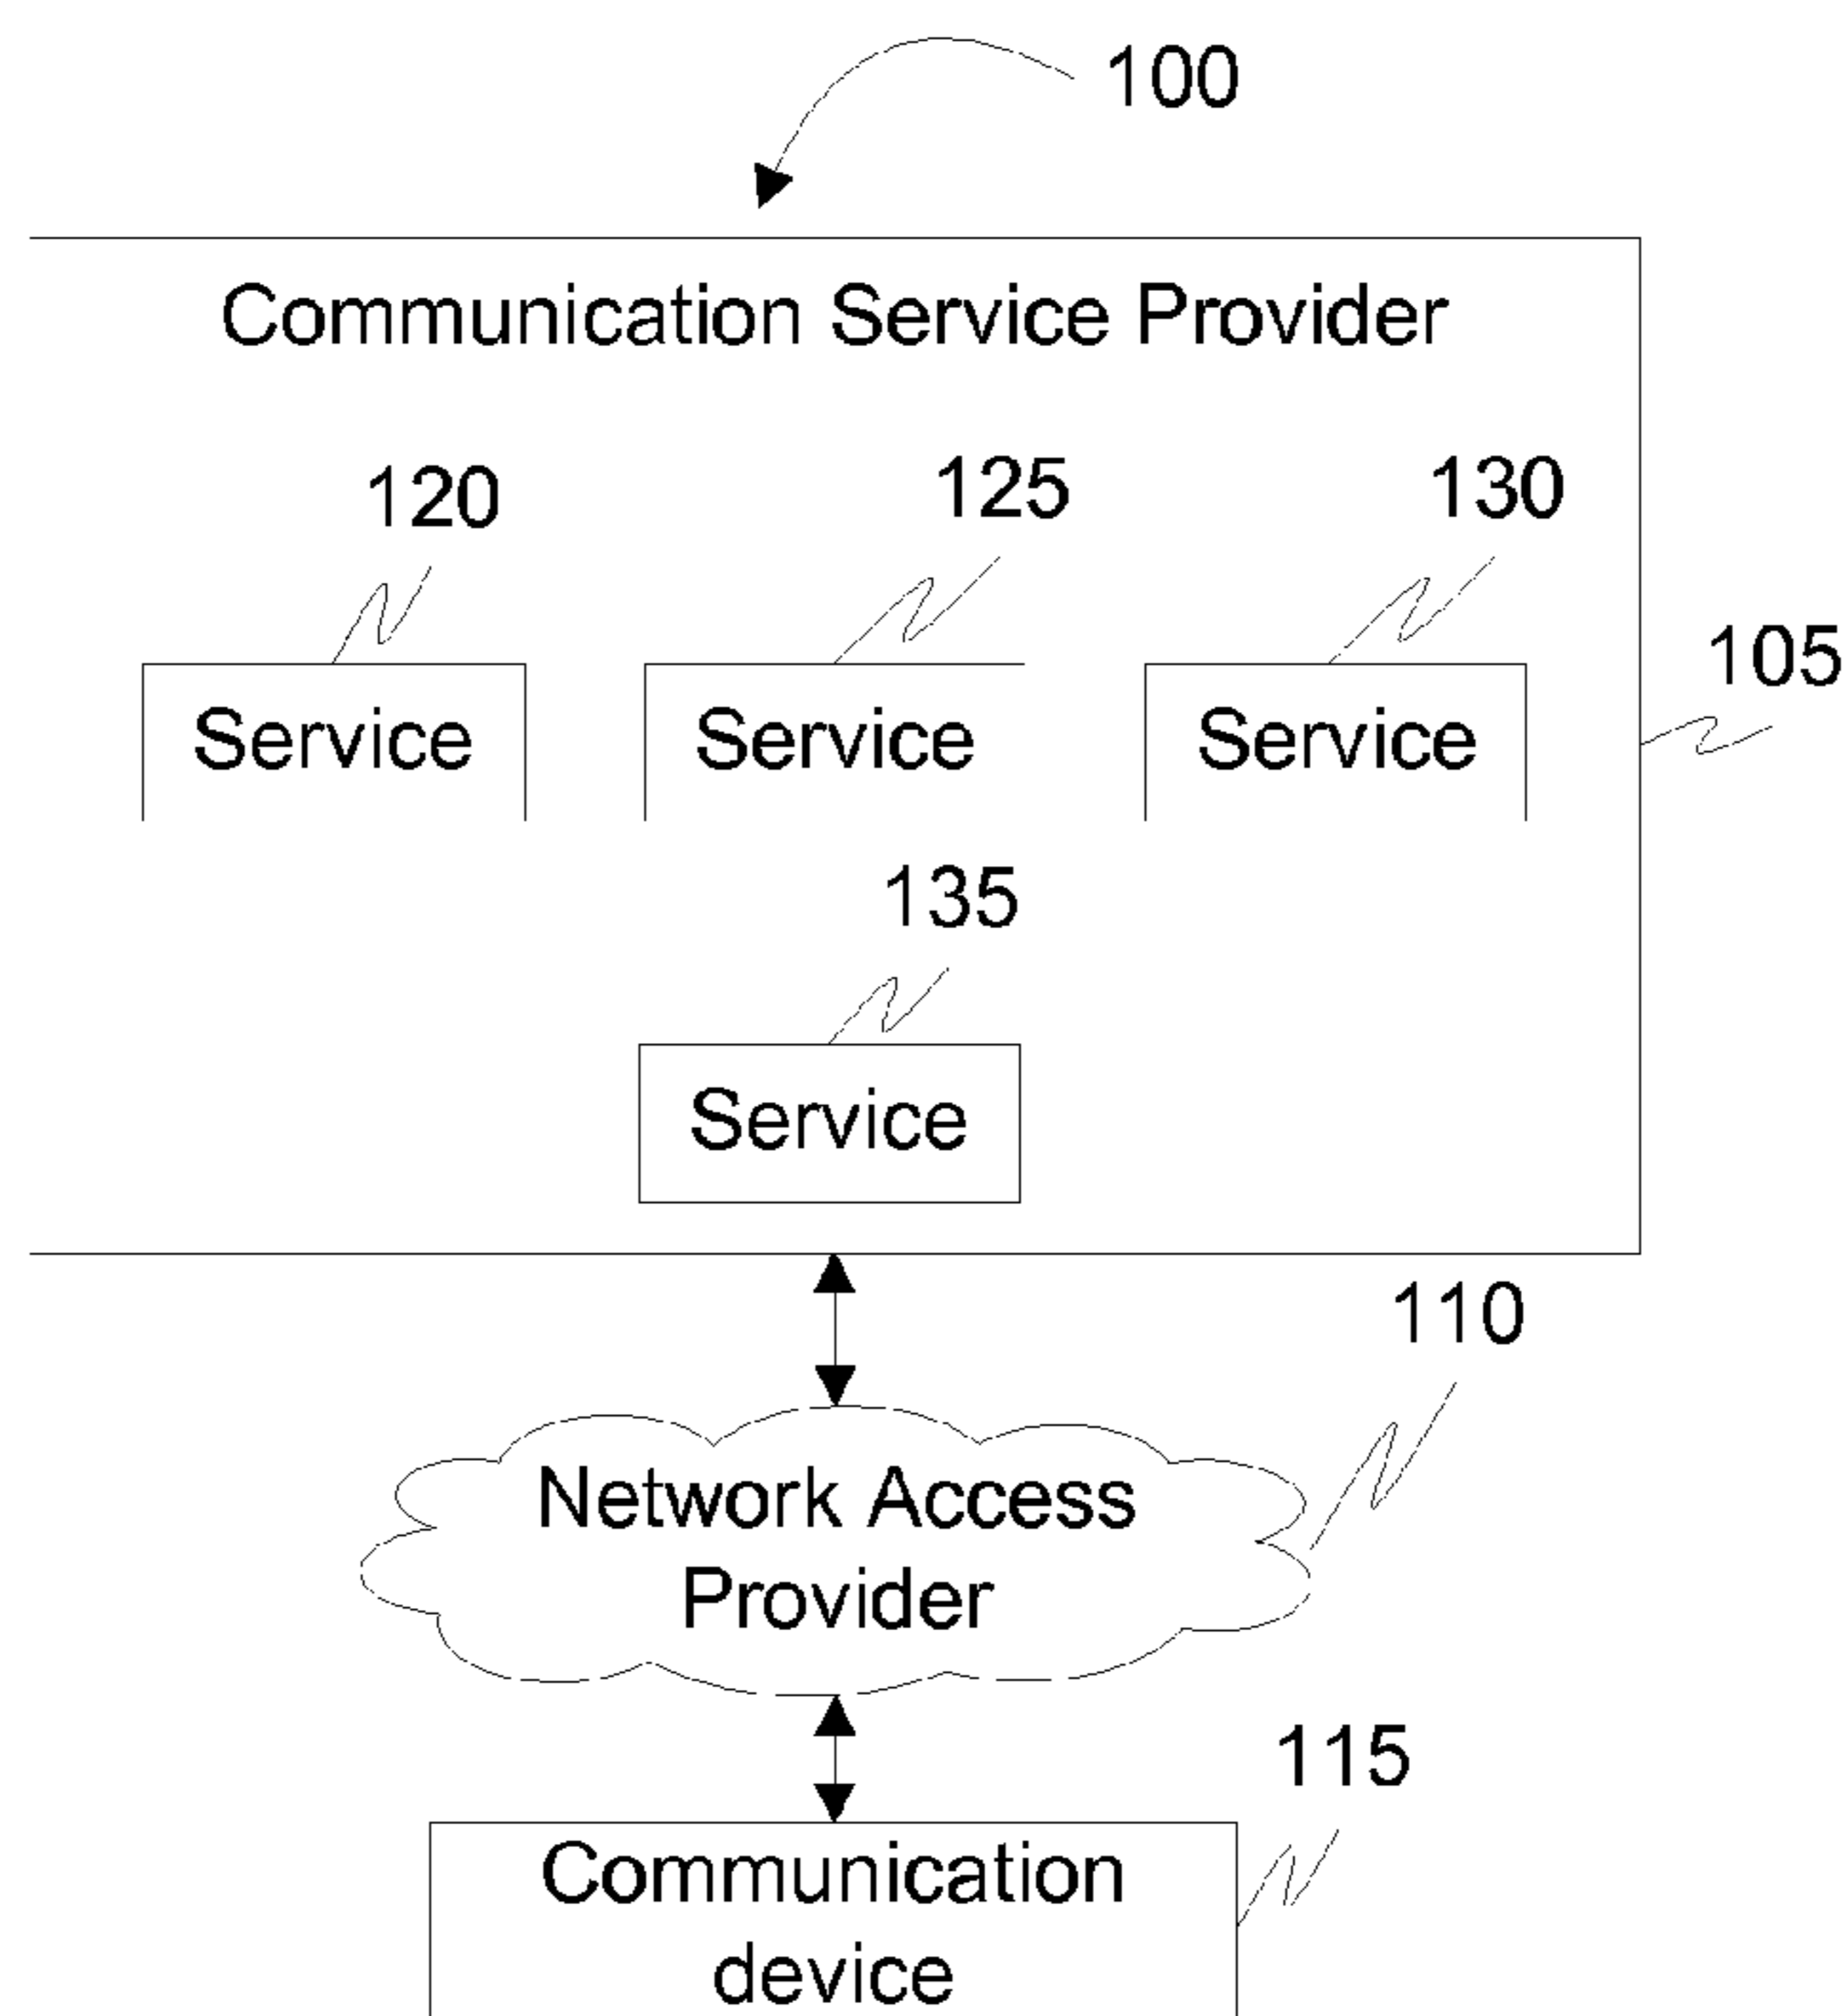 100
Communication Service Provider
120
125
130
105
Service
Service
Service
135
Service
110
Network Access
Provider
115
Communication
device